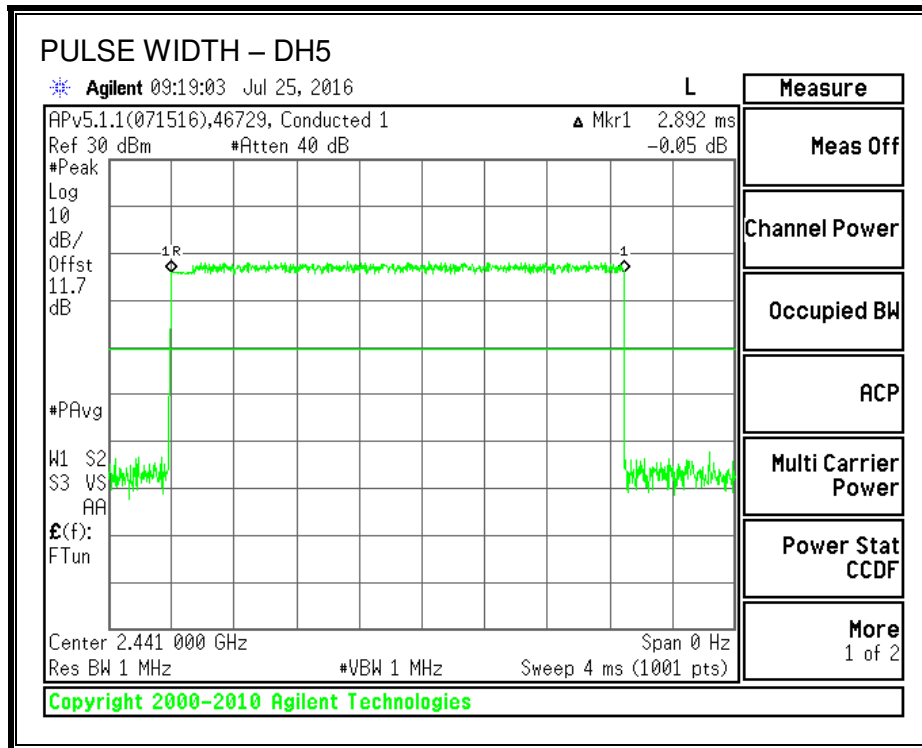 PULSE WIDTH – DH5
Agilent 09:19:03 Jul 25, 2016 L
APv5.1.1(071516),46729, Conducted 1 Δ Mkr1 2.892 ms
Ref 30 dBm #Atten 40 dB -0.05 dB
#Peak
Log
10
dB/
Offst
11.7
dB
1R 1
#PAvg
W1 S2
S3 VS
AA
£(f):
FTun
Center 2.441 000 GHz Span 0 Hz
Res BW 1 MHz #VBW 1 MHz Sweep 4 ms (1001 pts)
Copyright 2000-2010 Agilent Technologies
Measure
Meas Off
Channel Power
Occupied BW
ACP
Multi Carrier
Power
Power Stat
CCDF
More
1 of 2